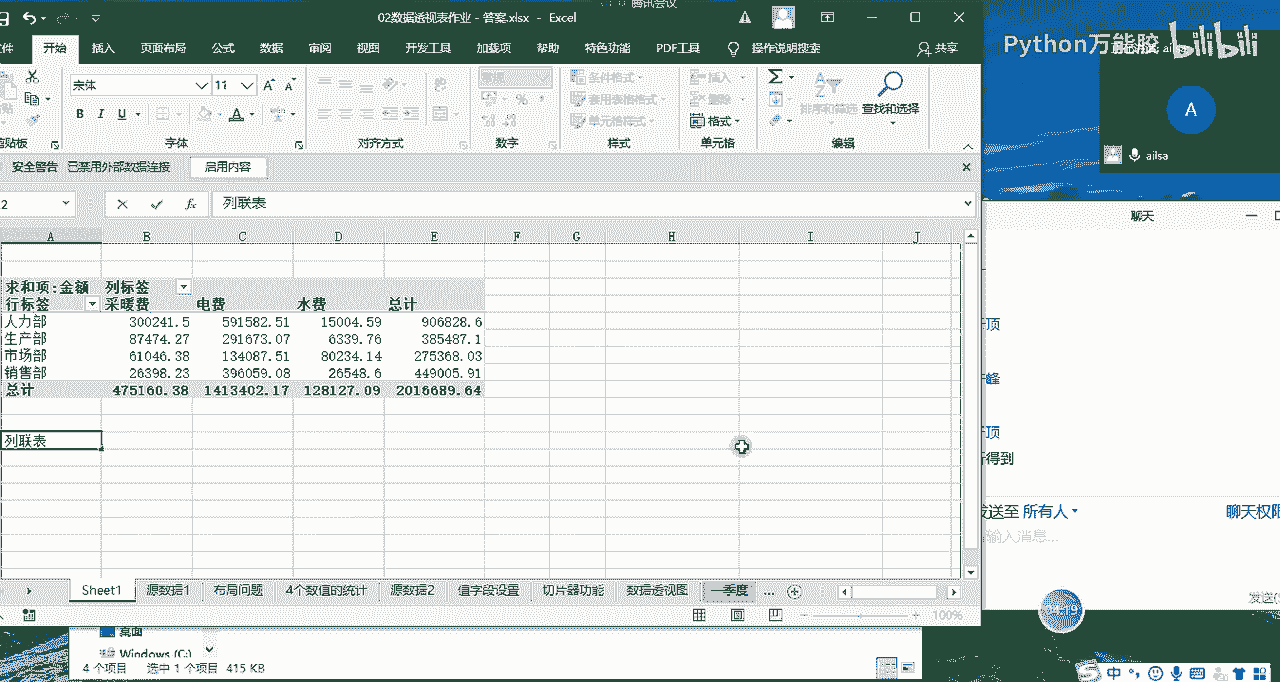 腾讯会议
02数据透视表作业 - 答案.xlsx - Excel
件 开始 插入 页面布局 公式 数据 审阅 视图 开发工具 加载项 帮助 特色功能 PDF工具 操作说明搜索 共享
宋体 11
B I U A
条件格式
套用表格格式
单元格样式
插入
删除
格式
排序和筛选 查找和选择
剪贴板 字体 对齐方式 数字 样式 单元格 编辑
安全警告 已禁用外部数据连接 启用内容
2 fx 列联表
A B C D E F G H I J
求和项:金额 列标签
行标签 采暖费 电费 水费 总计
人力部 300241.5 591582.51 15004.59 906828.6
生产部 87474.27 291673.07 6339.76 385487.1
市场部 61046.38 134087.51 80234.14 275368.03
销售部 26398.23 396059.08 26548.6 449005.91
总计 475160.38 1413402.17 128127.09 2016689.64
列联表
Sheet1 源数据1 布局问题 4个数值的统计 源数据2 值字段设置 切片器功能 数据透视图 一季度 ...
100%
桌面
Windows (C:)
4 个项目 选中 1 个项目 415 KB
Python万能胶 bilibili
A
ailsa
聊天
顶
峰
顶
得到
发送至 所有人 聊天权限
输入消息...
发送
中